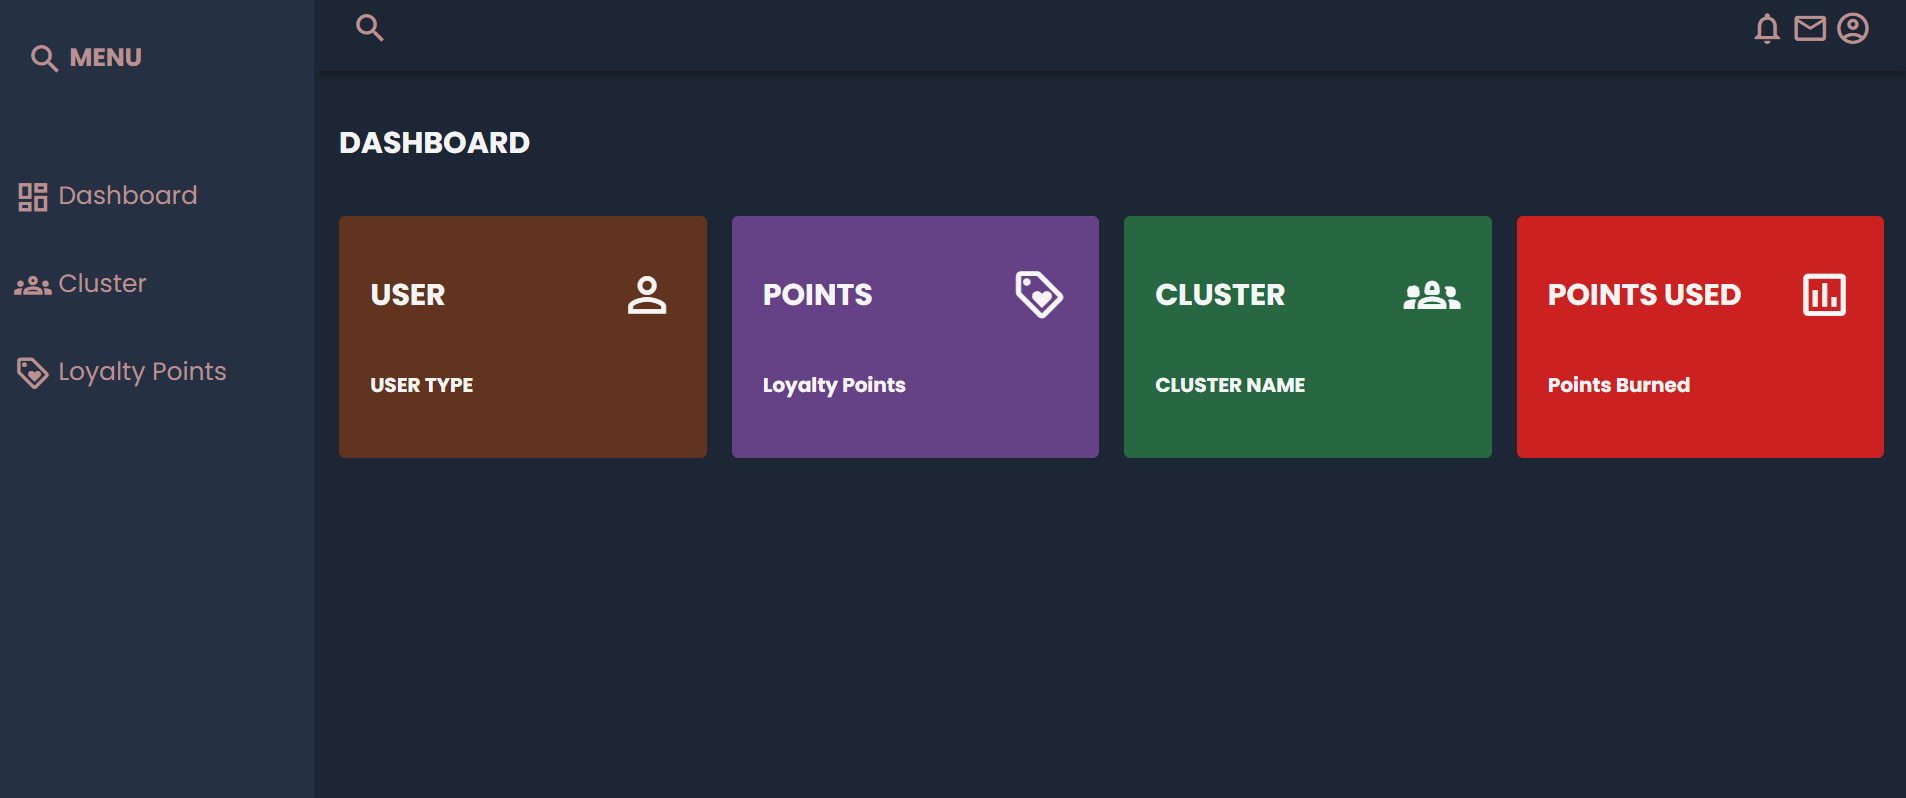 MENU
Dashboard
Cluster
Loyalty Points
DASHBOARD
USER
USER TYPE
POINTS
Loyalty Points
CLUSTER
CLUSTER NAME
POINTS USED
Points Burned